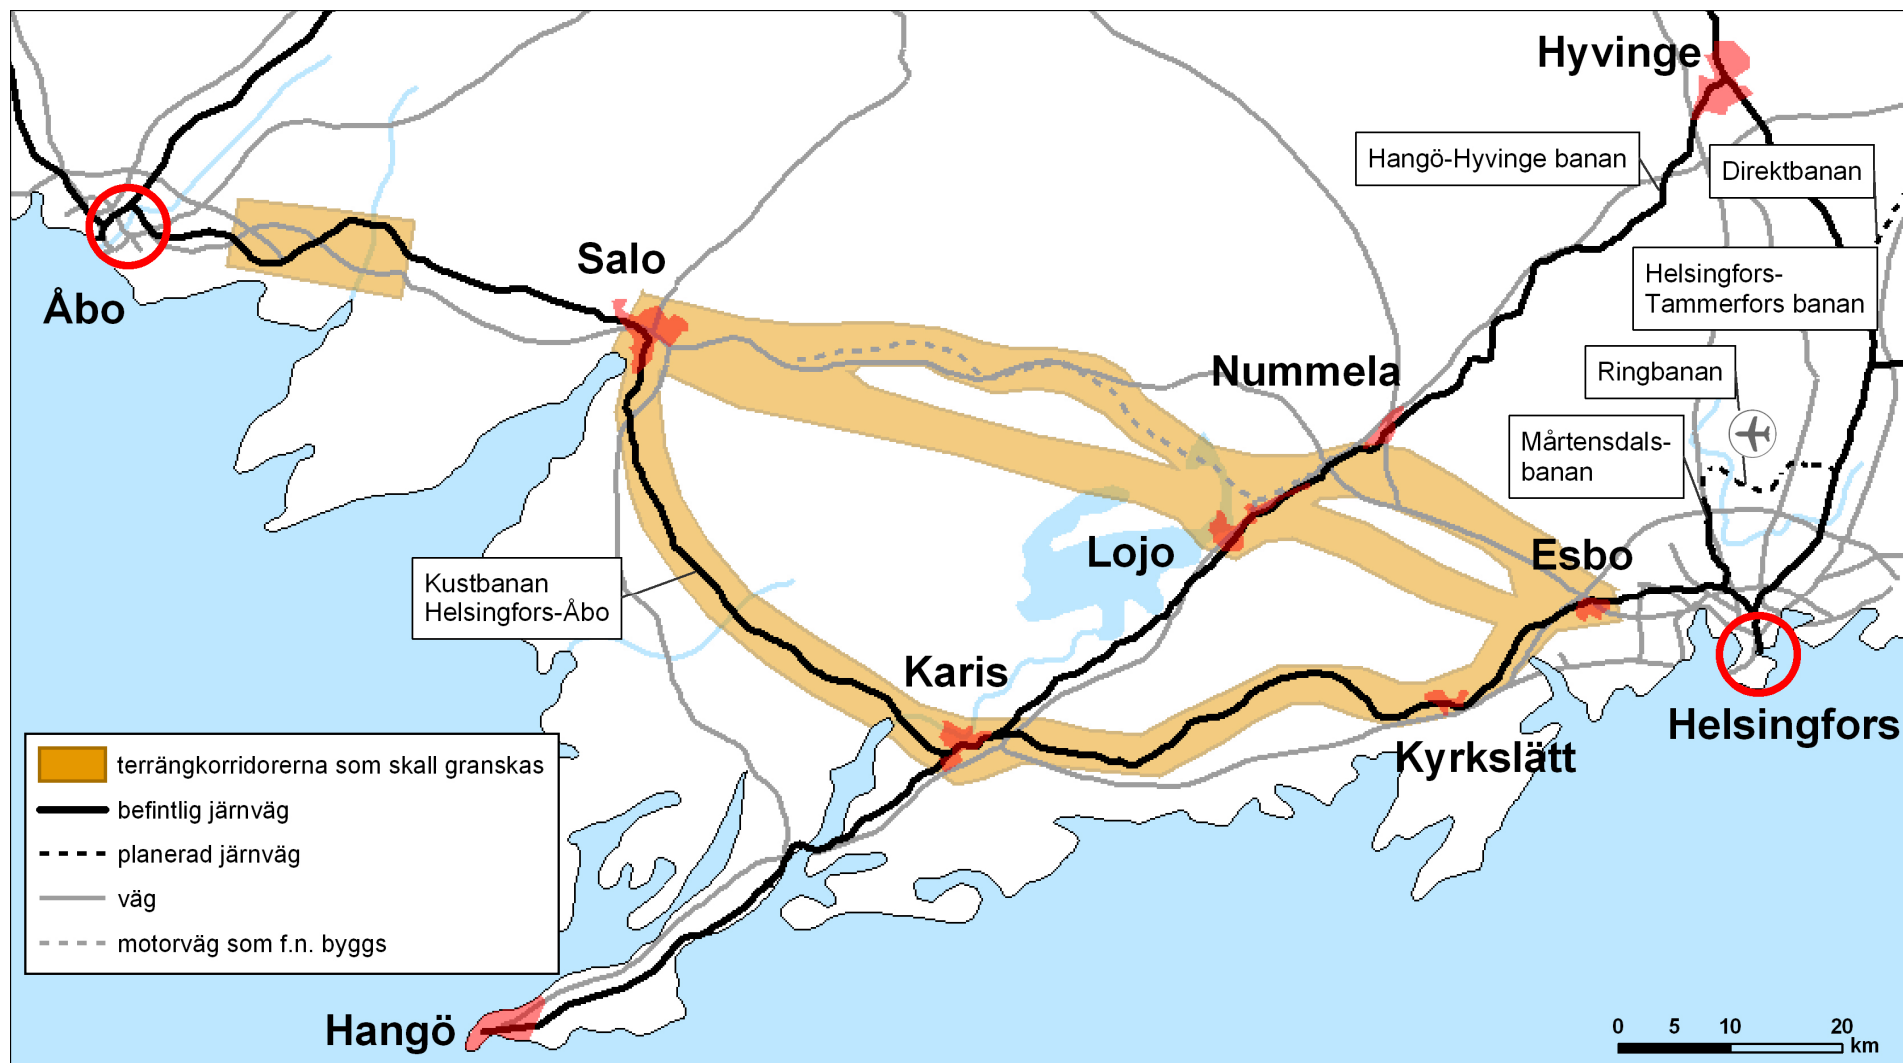 Hyvinge
Hangö-Hyvinge banan
Direktbanan
Salo
Åbo
Helsingfors-
Tammerfors banan
Nummela
Ringbanan
Mårtensdals-
banan
Lojo
Esbo
Kustbanan
Helsingfors-Åbo
Karis
Helsingfors
Kyrkslätt
terrängkorridorerna som skall granskas
befintlig järnväg
planerad järnväg
väg
motorväg som f.n. byggs
Hangö
0 5 10 20
km